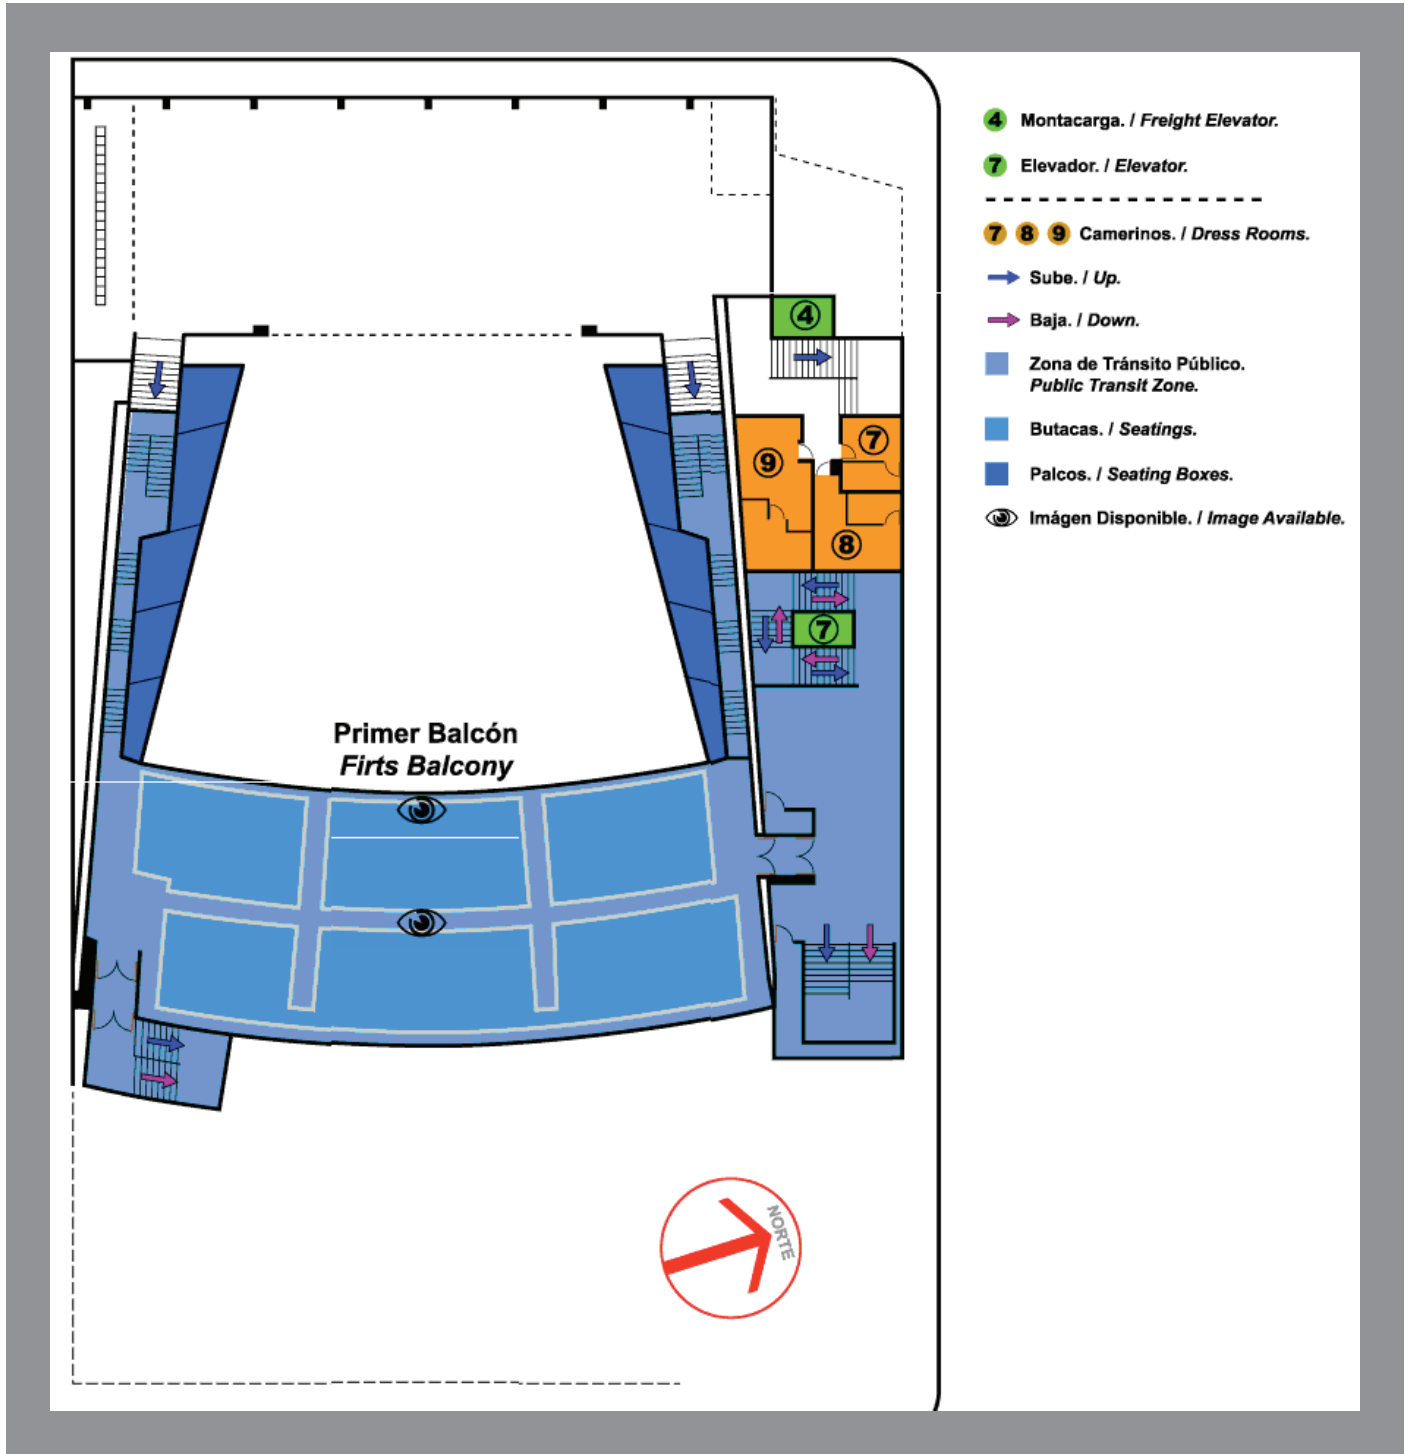 4 Montacarga. / Freight Elevator.
7 Elevador. / Elevator.
7 8 9 Camerinos. / Dress Rooms.
Sube. / Up.
Baja. / Down.
Zona de Tránsito Público.
Public Transit Zone.
Butacas. / Seatings.
Palcos. / Seating Boxes.
Imágen Disponible. / Image Available.
4
7
9
8
7
Primer Balcón
Firts Balcony
NORTE